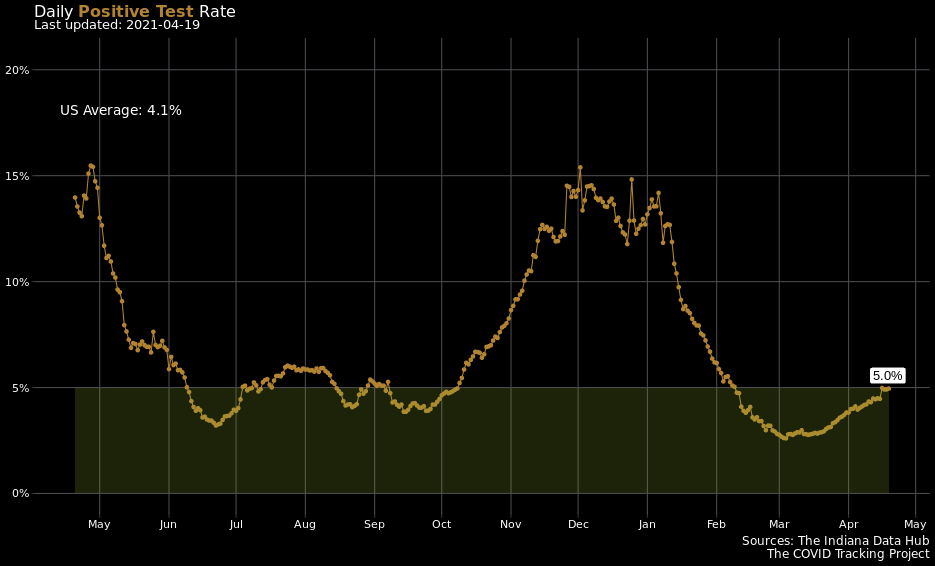 Daily Positive Test Rate
Last updated: 2021-04-19
20%
US Average: 4.1%
15%
10%
5.0%
5%
0%
May Jun Jul Aug Sep Oct Nov Dec Jan Feb Mar Apr May
Sources: The Indiana Data Hub
The COVID Tracking Project